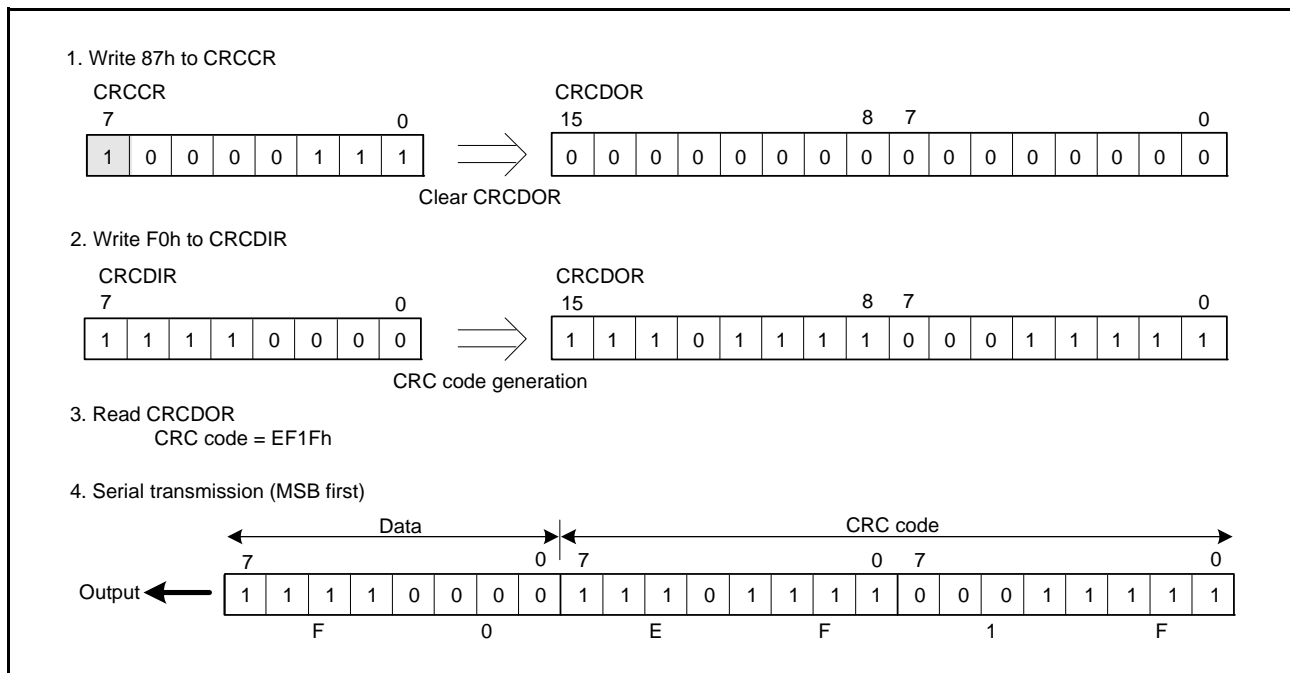 1. Write 87h to CRCCR
CRCCR CRCDOR
7 0 15 8 7 0
1 0 0 0 0 1 1 1 0 0 0 0 0 0 0 0 0 0 0 0 0 0 0 0
Clear CRCDOR
2. Write F0h to CRCDIR
CRCDIR CRCDOR
7 0 15 8 7 0
1 1 1 1 0 0 0 0 1 1 1 0 1 1 1 1 0 0 0 1 1 1 1 1
CRC code generation
3. Read CRCDOR
CRC code = EF1Fh
4. Serial transmission (MSB first)
Data CRC code
7 0 7 0 7 0
Output 1 1 1 1 0 0 0 0 1 1 1 0 1 1 1 1 0 0 0 1 1 1 1 1
F 0 E F 1 F